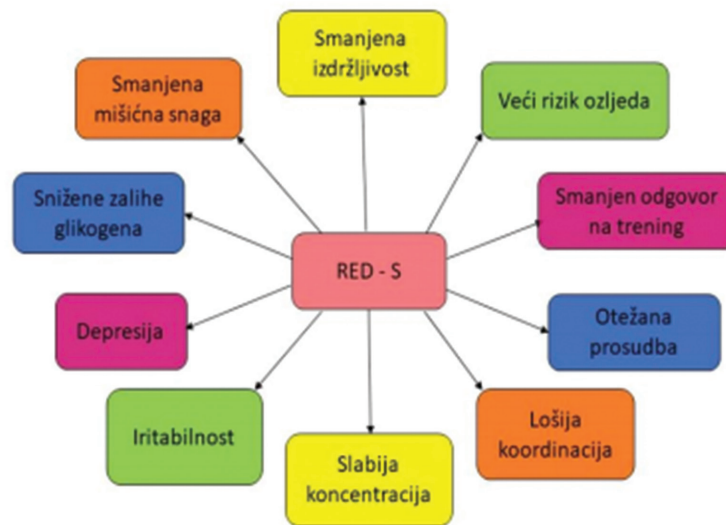 Smanjena
izdržljivost
Smanjena
mišićna snaga
Veći rizik ozljeda
Snižene zalihe
glikogena
Smanjen odgovor
na trening
RED - S
Depresija
Otežana
prosudba
Iritabilnost
Lošija
koordinacija
Slabija
koncentracija